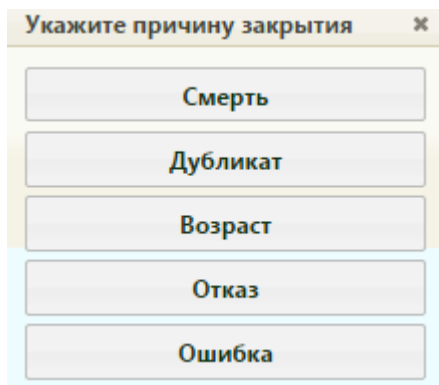 Укажите причину закрытия
Смерть
Дубликат
Возраст
Отказ
Ошибка